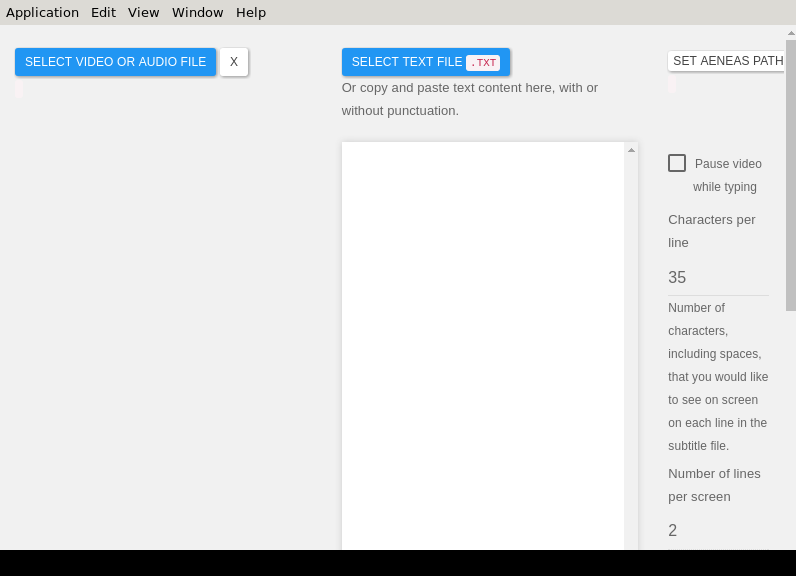 Application Edit View Window Help
SELECT VIDEO OR AUDIO FILE X
SELECT TEXT FILE .TXT
Or copy and paste text content here, with or
without punctuation.
SET AENEAS PATH
Pause video
while typing
Characters per
line
35
Number of
characters,
including spaces,
that you would like
to see on screen
on each line in the
subtitle file.
Number of lines
per screen
2